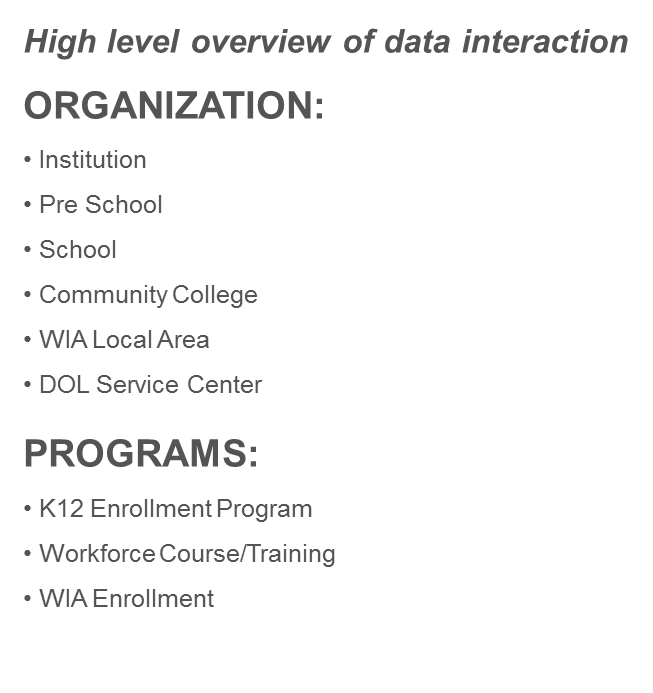 High level overview of data interaction
ORGANIZATION:
• Institution
• Pre School
• School
• Community College
• WIA Local Area
• DOL Service Center
PROGRAMS:
• K12 Enrollment Program
• Workforce Course/Training
• WIA Enrollment